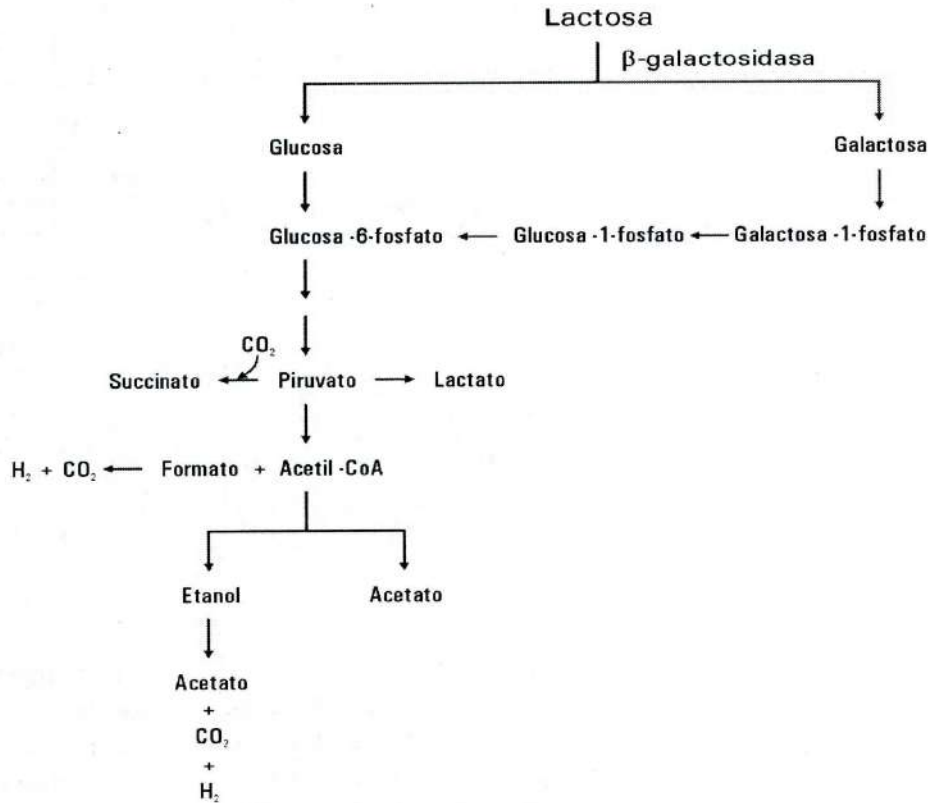 Lactosa
β-galactosidasa
Glucosa
Galactosa
Glucosa -6-fosfato
Glucosa -1-fosfato
Galactosa -1-fosfato
CO₂
Succinato
Piruvato
Lactato
H₂ + CO₂
Formato + Acetil -CoA
Etanol
Acetato
Acetato
+
CO₂
+
H₂